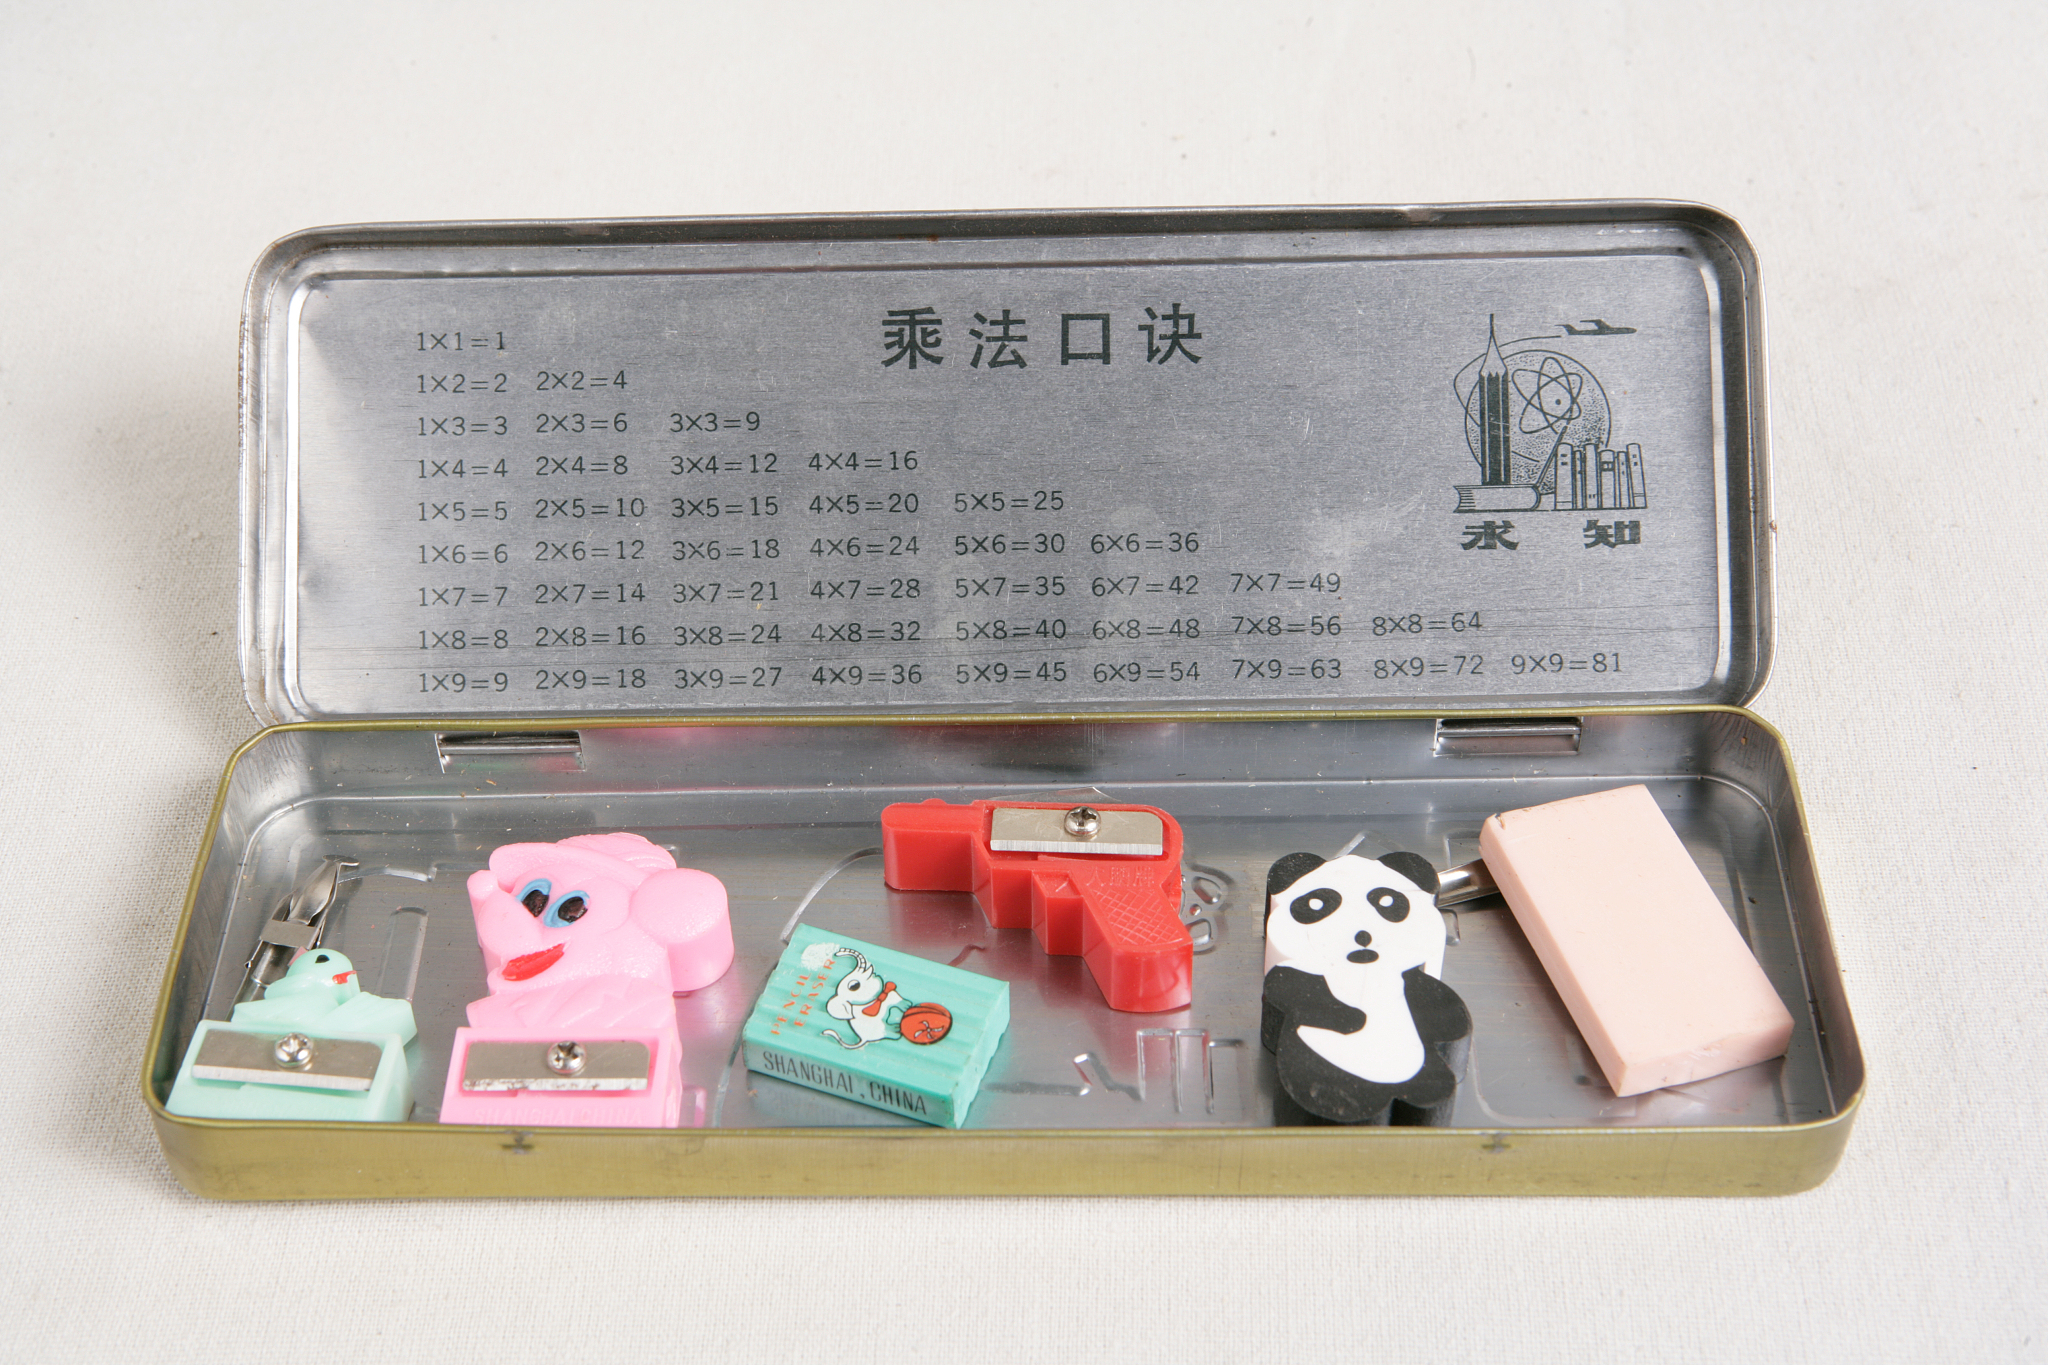 乘法口诀
1×1=1
1×2=2 2×2=4
1×3=3 2×3=6 3×3=9
1×4=4 2×4=8 3×4=12 4×4=16
1×5=5 2×5=10 3×5=15 4×5=20 5×5=25
1×6=6 2×6=12 3×6=18 4×6=24 5×6=30 6×6=36
1×7=7 2×7=14 3×7=21 4×7=28 5×7=35 6×7=42 7×7=49
1×8=8 2×8=16 3×8=24 4×8=32 5×8=40 6×8=48 7×8=56 8×8=64
1×9=9 2×9=18 3×9=27 4×9=36 5×9=45 6×9=54 7×9=63 8×9=72 9×9=81
求知
PENCIL
ERASER
SHANGHAI, CHINA